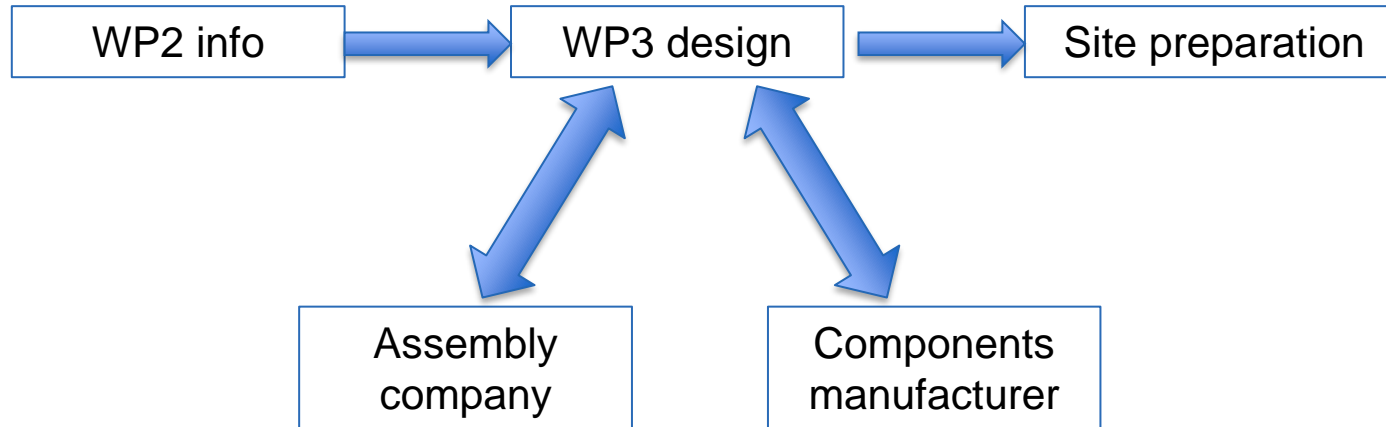 WP2 info
WP3 design
Site preparation
Assembly
company
Components
manufacturer